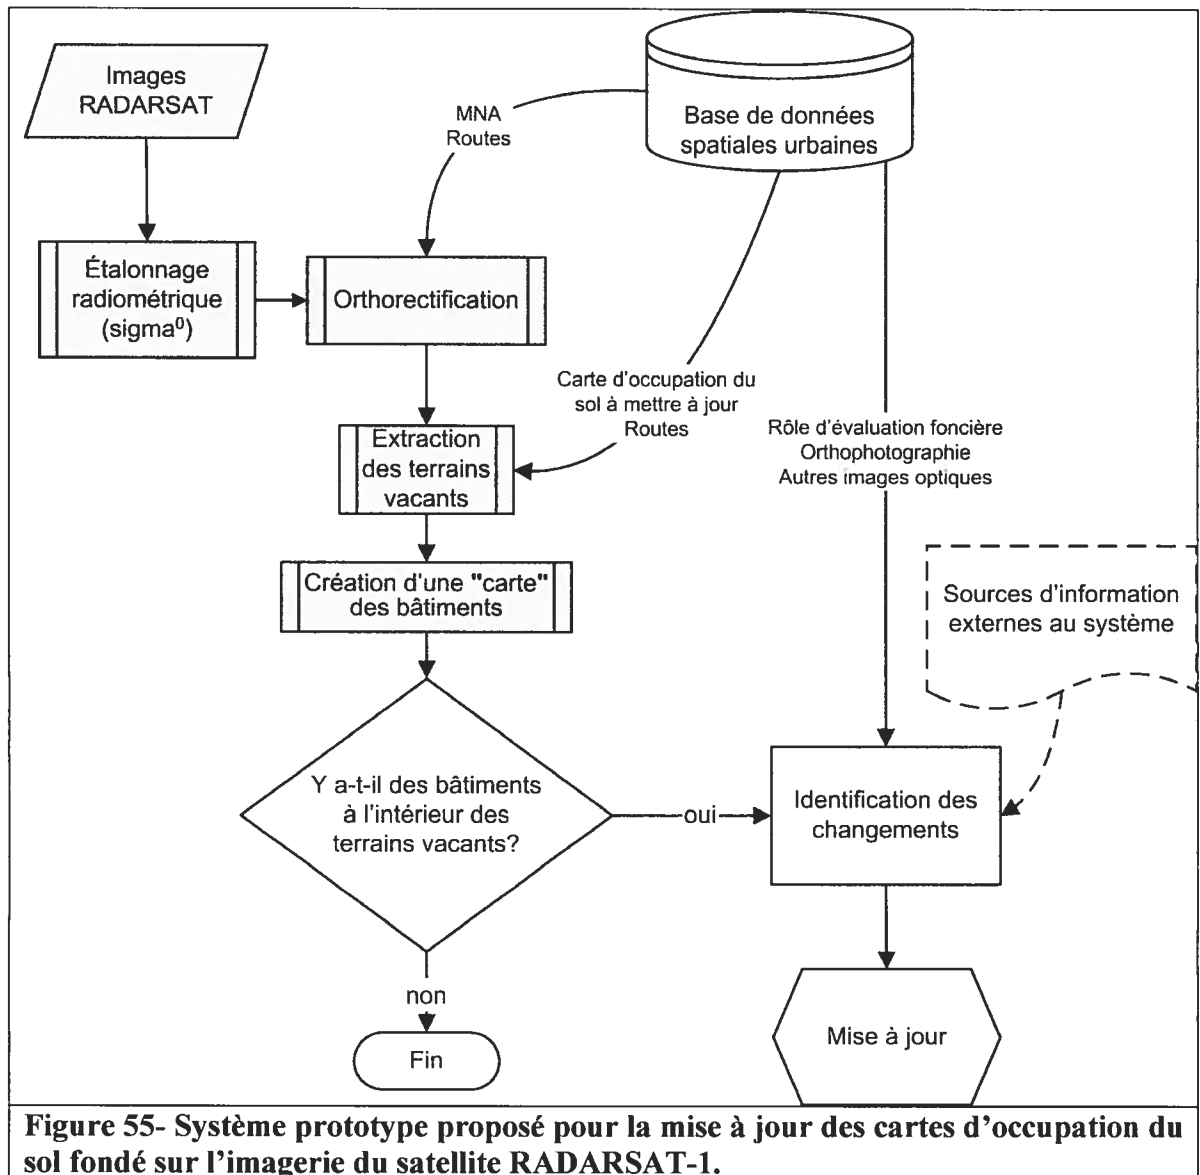 Images
RADARSAT
MNA
Routes
Base de données
spatiales urbaines
Étalonnage
radiométrique
(sigma⁰)
Orthorectification
Carte d'occupation du
sol à mettre à jour
Routes
Rôle d'évaluation foncière
Orthophotographie
Autres images optiques
Extraction
des terrains
vacants
Création d'une "carte"
des bâtiments
Sources d'information
externes au système
Y a-t-il des bâtiments
à l'intérieur des
terrains vacants?
oui
Identification des
changements
non
Fin
Mise à jour
Figure 55- Système prototype proposé pour la mise à jour des cartes d'occupation du
sol fondé sur l'imagerie du satellite RADARSAT-1.